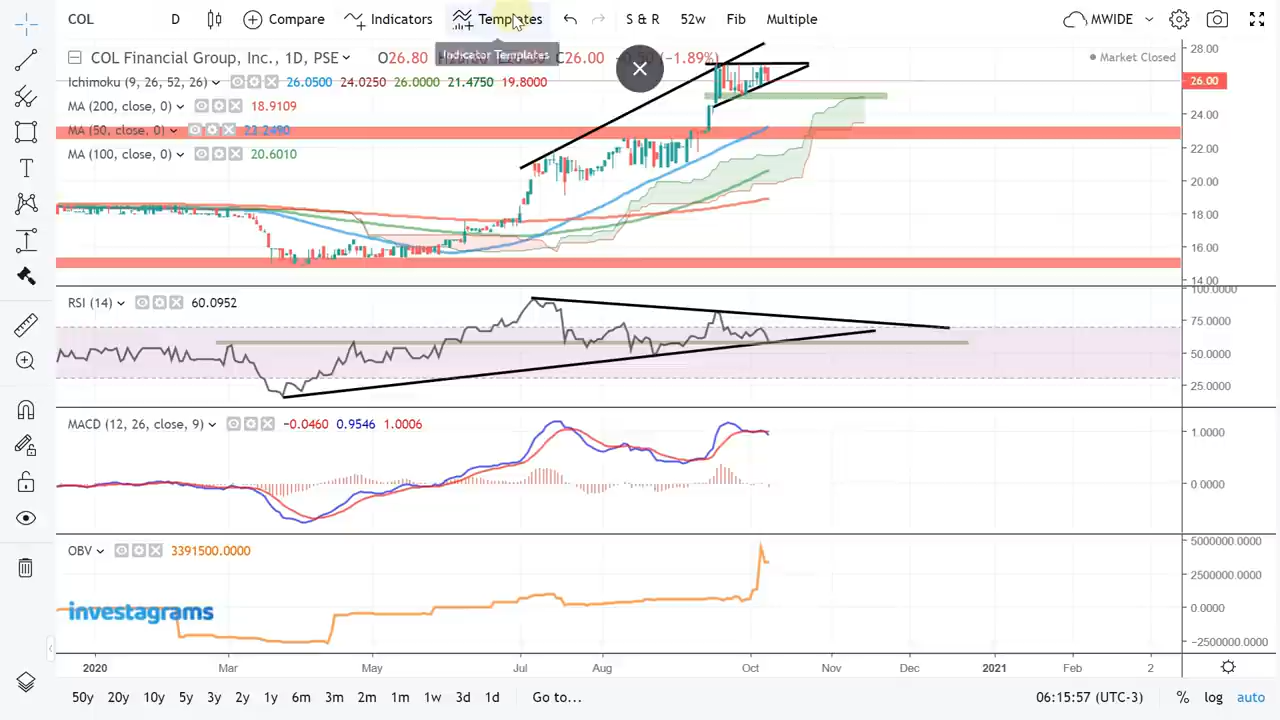 COL D Compare Indicators Templates S & R 52w Fib Multiple MWIDE
Indicator Templates
COL Financial Group, Inc., 1D, PSE O26.80 C26.00 (−1.89%) Market Closed
Ichimoku (9, 26, 52, 26) 26.0500 24.0250 26.0000 21.4750 19.8000
MA (200, close, 0) 18.9109
MA (50, close, 0) 23.2490
MA (100, close, 0) 20.6010
28.00
26.00
24.00
22.00
20.00
18.00
16.00
14.00
RSI (14) 60.0952
100.0000
75.0000
50.0000
25.0000
MACD (12, 26, close, 9) −0.0460 0.9546 1.0006
1.0000
0.0000
OBV 3391500.0000
5000000.0000
2500000.0000
0.0000
−2500000.0000
investagrams
2020 Mar May Jul Aug Oct Nov Dec 2021 Feb 2
50y 20y 10y 5y 3y 2y 1y 6m 3m 2m 1m 1w 3d 1d Go to... 06:15:57 (UTC-3) % log auto